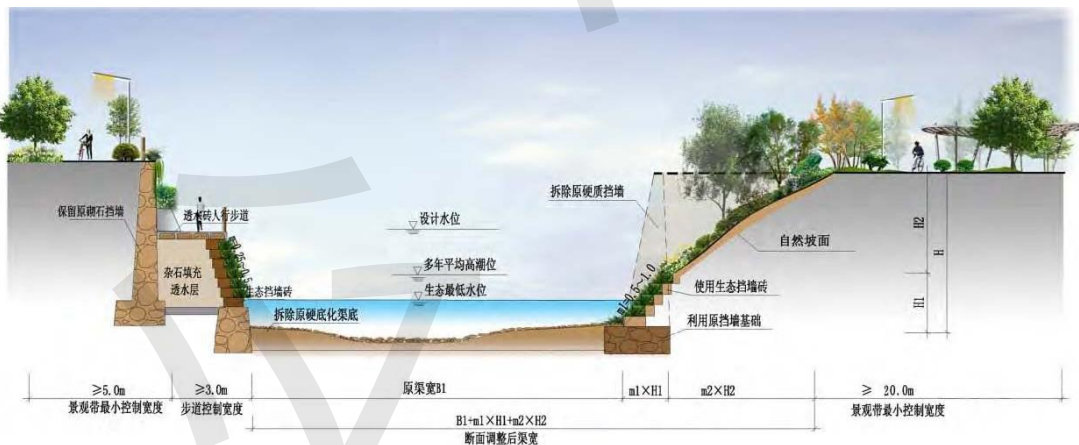 设计水位
多年平均高潮位
生态最低水位
保留原砌石挡墙
透水砖人行步道
杂石填充
透水层
生态挡墙砖
拆除原硬底化渠底
拆除原硬质挡墙
自然坡面
使用生态挡墙砖
利用原挡墙基础
m1=0.5~1.0
H2
H
H1
≥5.0m
景观带最小控制宽度
≥3.0m
步道控制宽度
原渠宽B1
m1×H1
m2×H2
≥ 20.0m
景观带最小控制宽度
B1+m1×H1+m2×H2
断面调整后渠宽